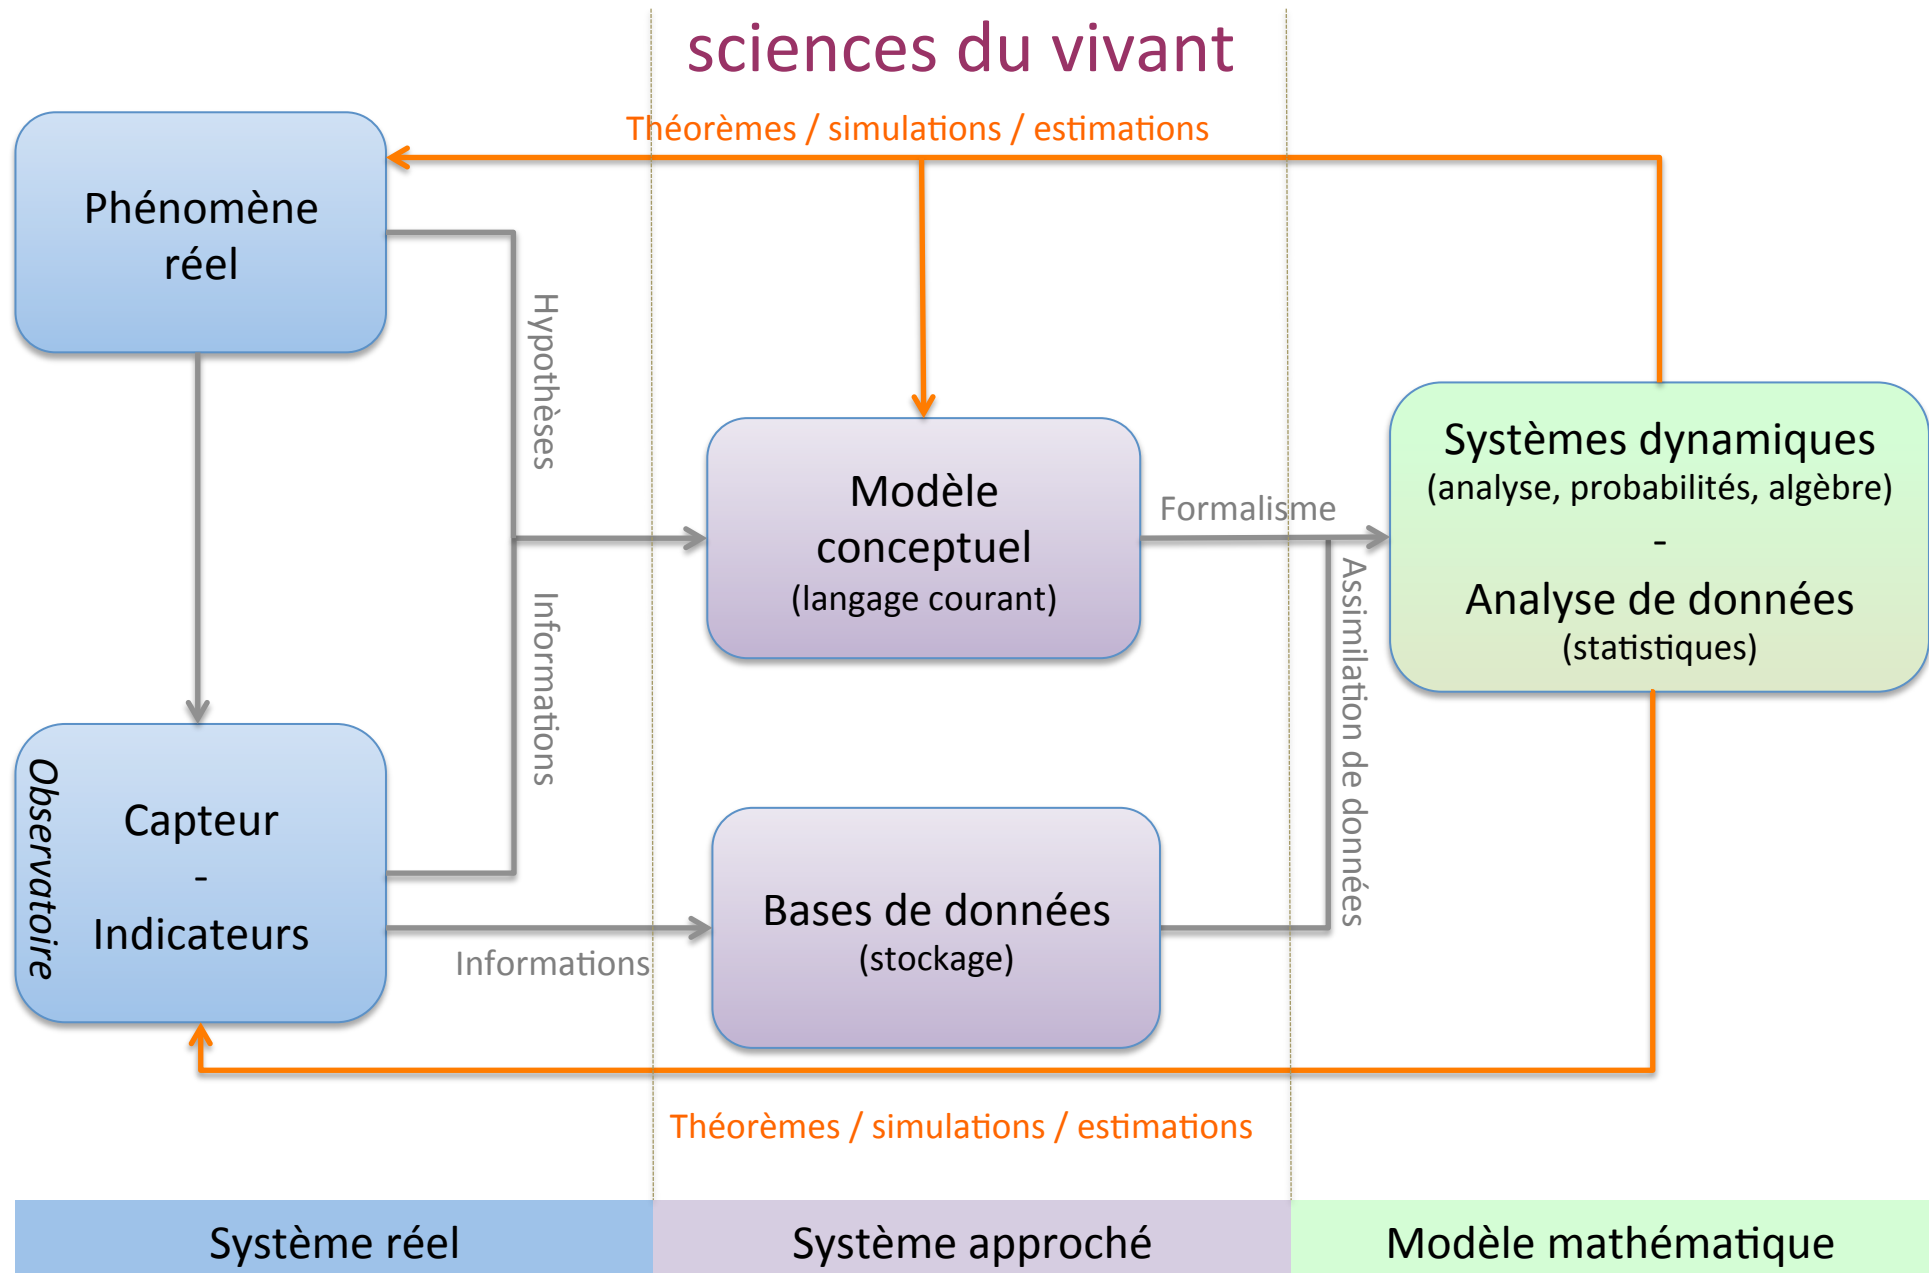 sciences du vivant
Théorèmes / simulations / estimations
Phénomène
réel
Hypothèses
Informations
Modèle
conceptuel
(langage courant)
Formalisme
Systèmes dynamiques
(analyse, probabilités, algèbre)
-
Analyse de données
(statistiques)
Assimilation de données
Observatoire
Capteur
-
Indicateurs
Informations
Bases de données
(stockage)
Théorèmes / simulations / estimations
Système réel
Système approché
Modèle mathématique